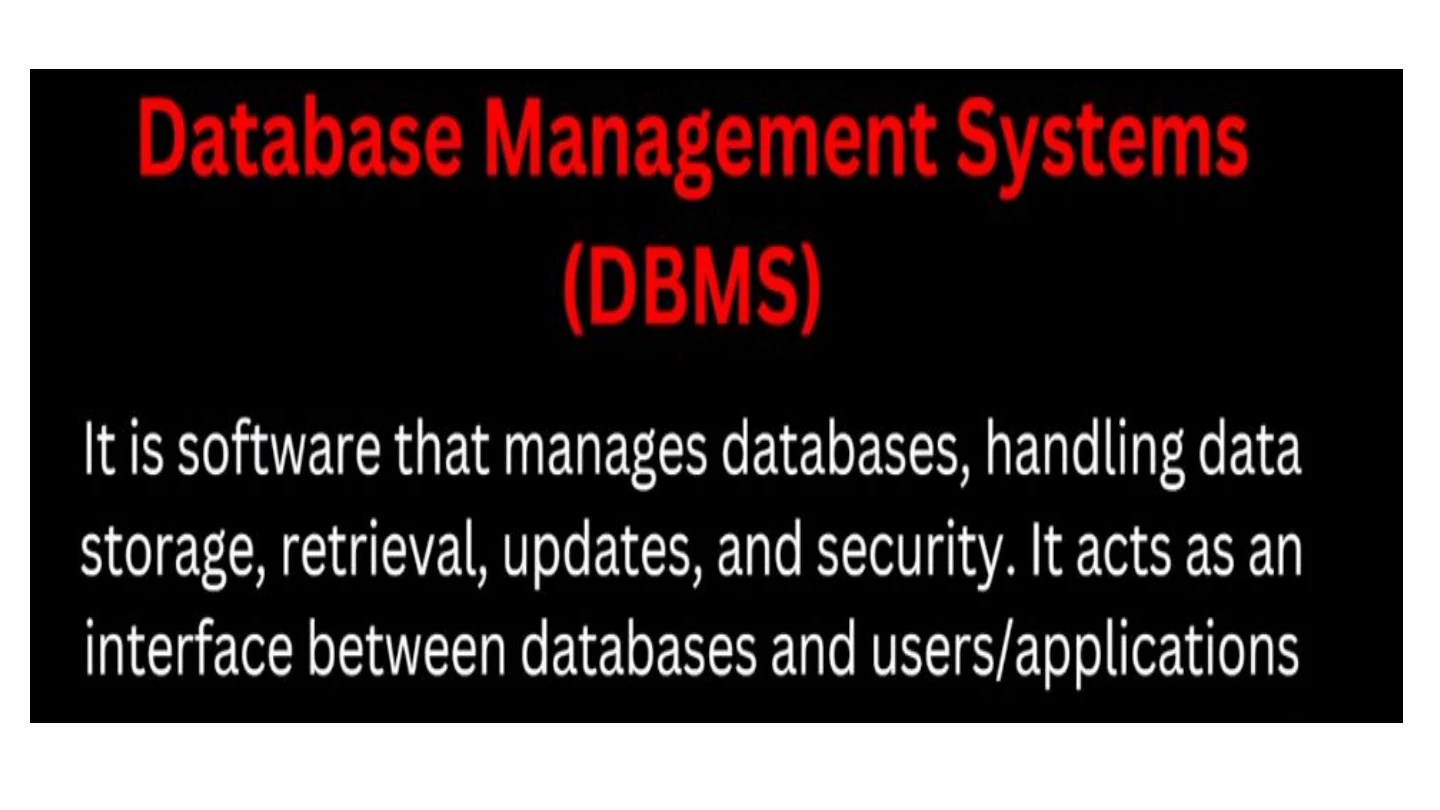 Database Management Systems
(DBMS)
It is software that manages databases, handling data
storage, retrieval, updates, and security. It acts as an
interface between databases and users/applications